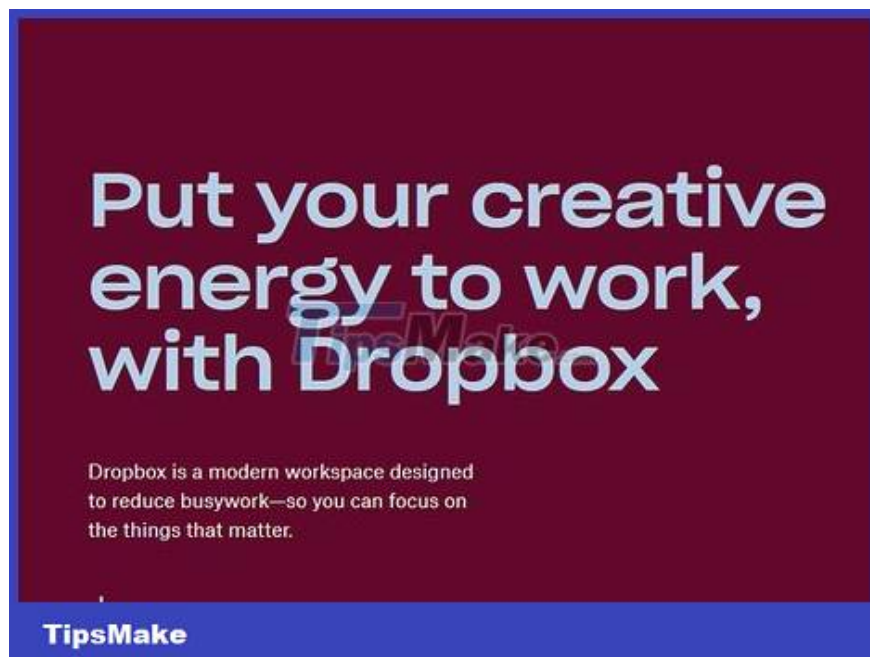 Put your creative
energy to work,
with Dropbox
TipsMake
Dropbox is a modern workspace designed
to reduce busywork—so you can focus on
the things that matter.
TipsMake